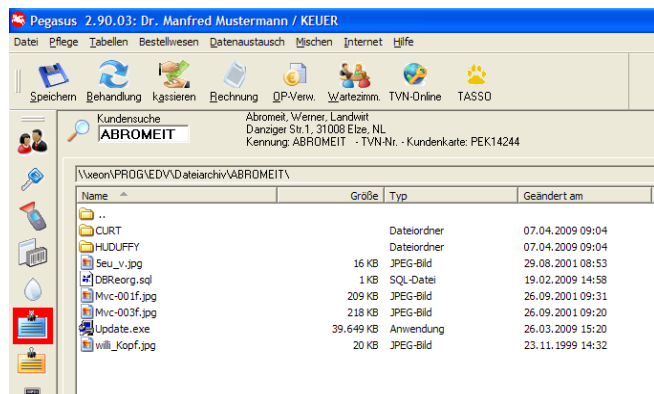 Pegasus 2.90.03: Dr. Manfred Mustermann / KEUER
Datei Pflege Tabellen Bestellwesen Datenaustausch Mischen Internet Hilfe
Speichern Behandlung kassieren Rechnung OP-Verw. Wartezimm. TVN-Online TASSO
Kundensuche
ABROMEIT
Abromeit, Werner, Landwirt
Danziger Str.1, 31008 Elze, NL
Kennung: ABROMEIT - TVN-Nr. - Kundenkarte: PEK14244
\\xeon\PROG\EDV\Dateiarchiv\ABROMEIT\
Name Größe Typ Geändert am
..
CURT Dateiordner 07.04.2009 09:04
HUDUFFY Dateiordner 07.04.2009 09:04
5eu_v.jpg 16 KB JPEG-Bild 29.08.2001 08:53
DBReorg.sql 1 KB SQL-Datei 19.02.2009 14:58
Mvc-001f.jpg 209 KB JPEG-Bild 26.09.2001 09:31
Mvc-003f.jpg 218 KB JPEG-Bild 26.09.2001 09:20
Update.exe 39.649 KB Anwendung 26.03.2009 15:20
willi_Kopf.jpg 20 KB JPEG-Bild 23.11.1999 14:32